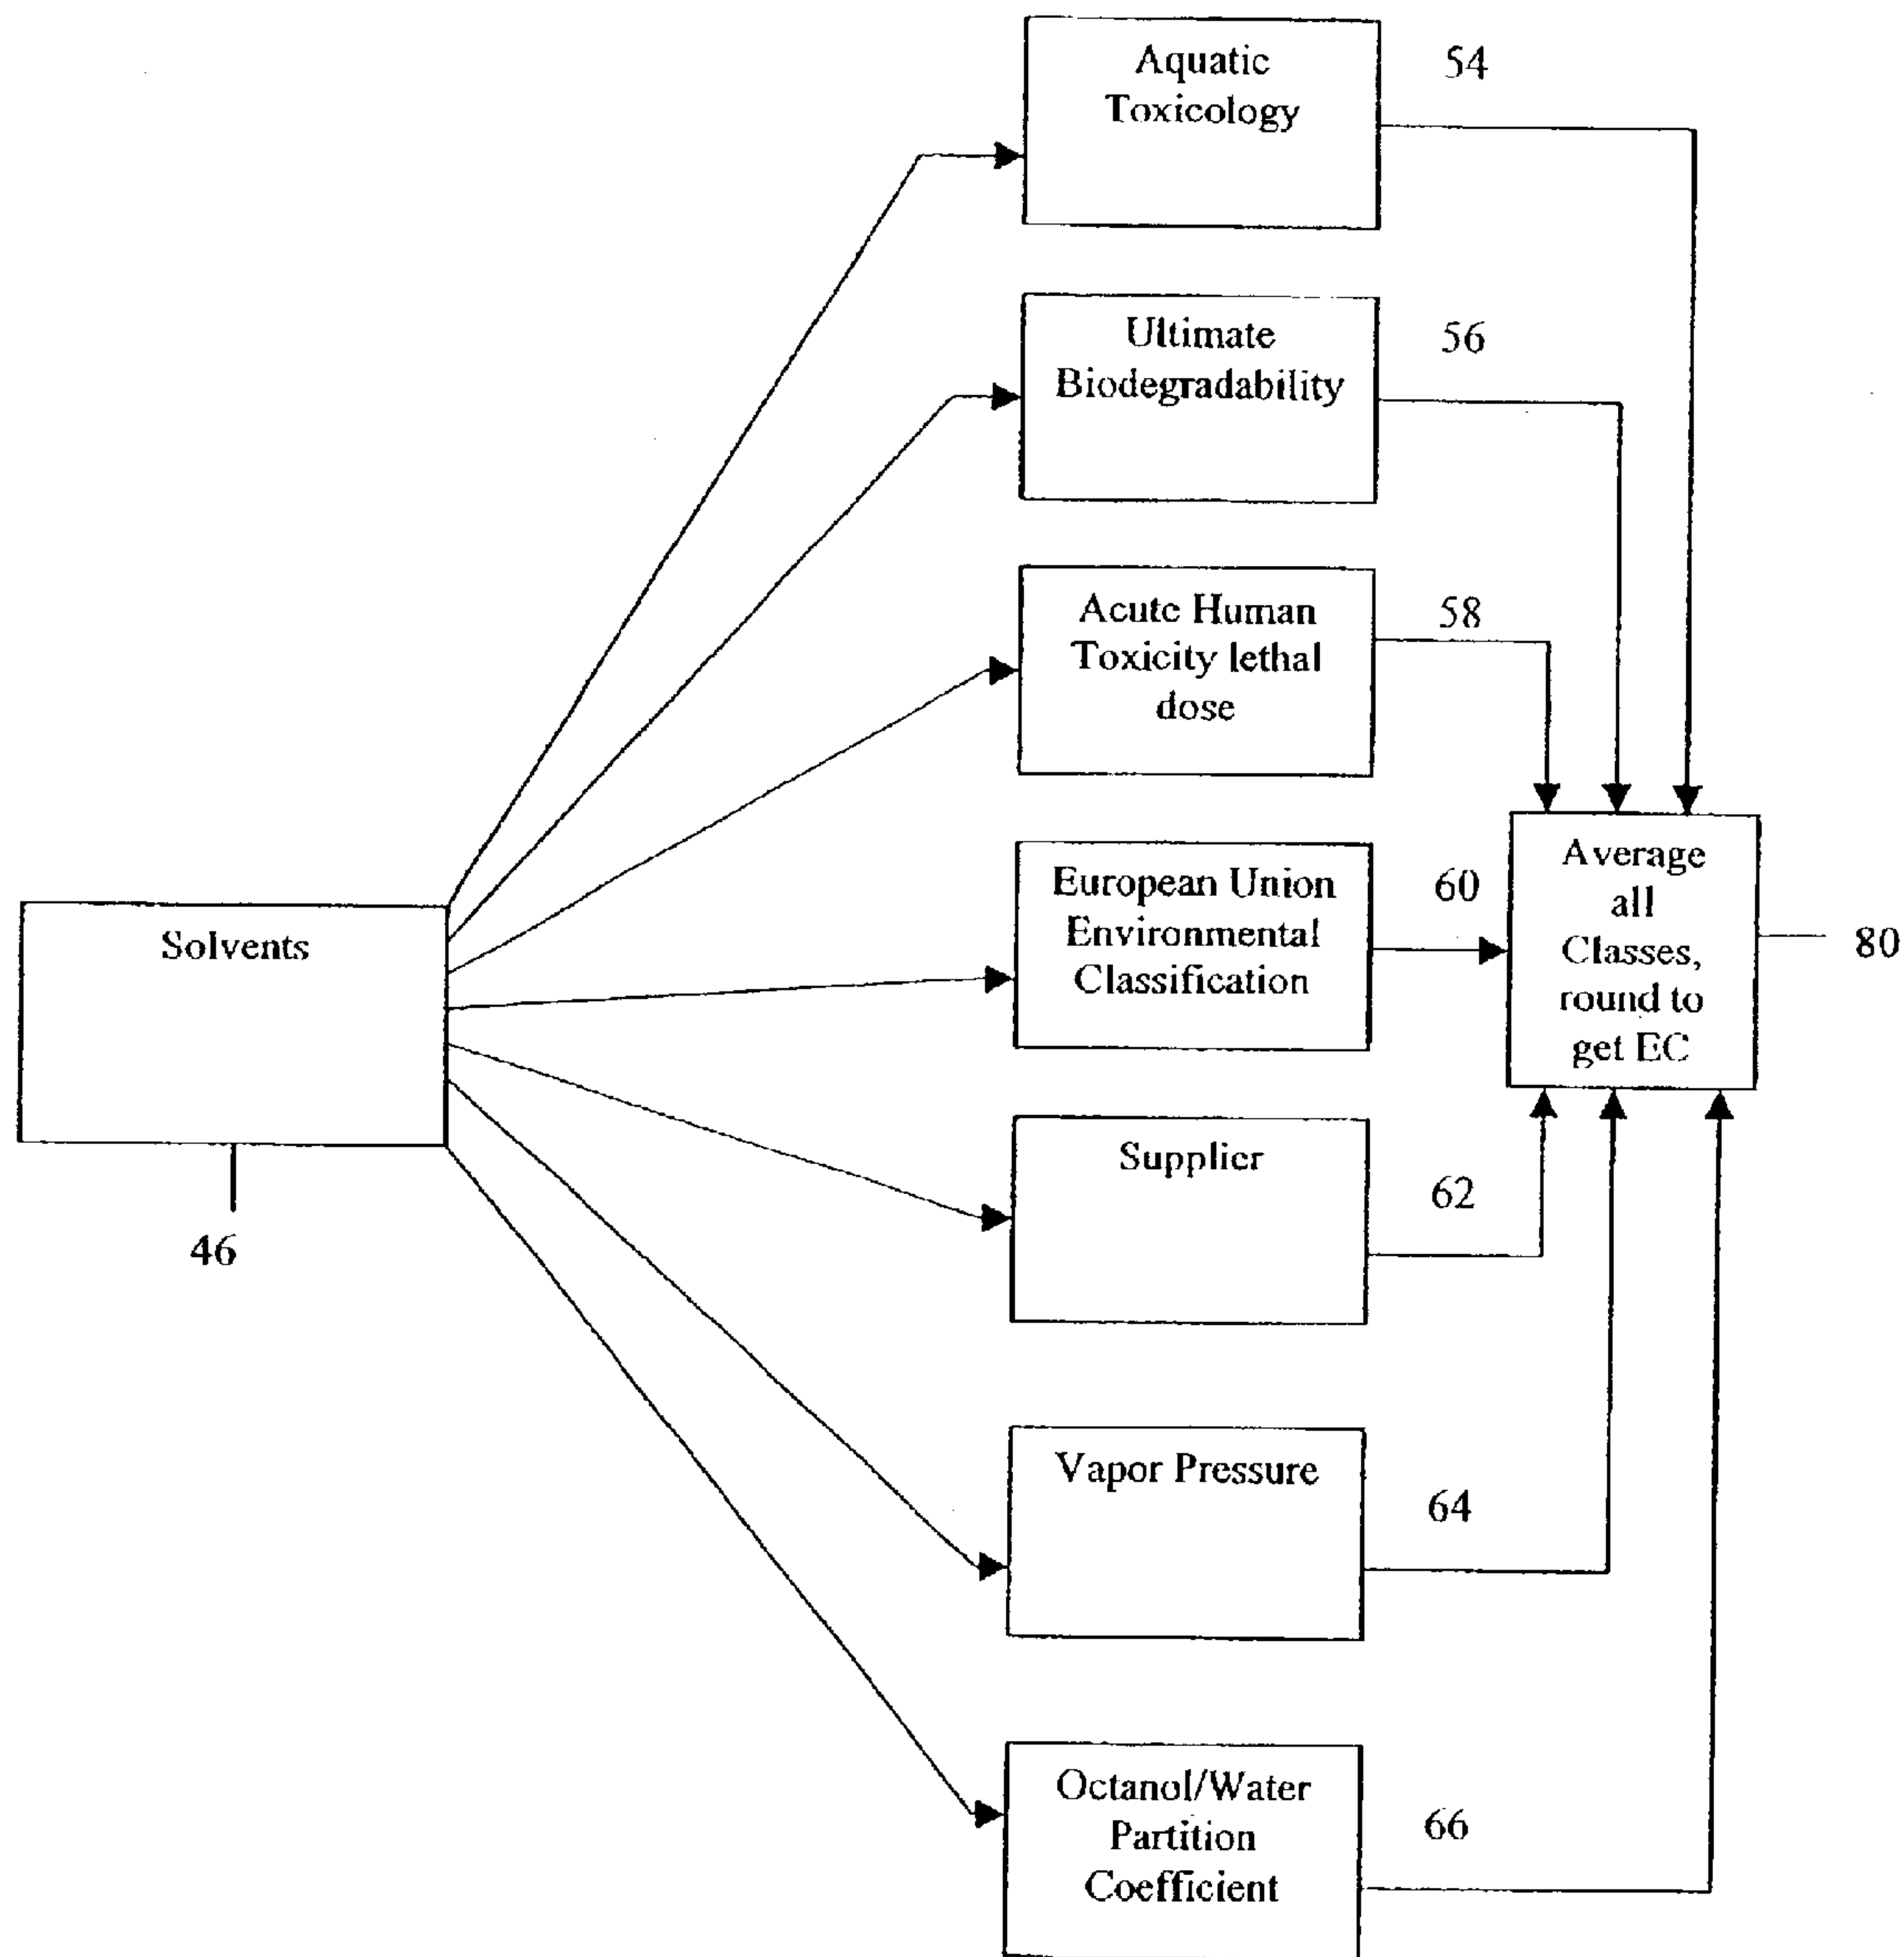 Aquatic
Toxicology
54
Ultimate
Biodegradability
56
Acute Human
Toxicity lethal
dose
58
European Union
Environmental
Classification
60
Average
all
Classes,
round to
get EC
80
Solvents
46
Supplier
62
Vapor Pressure
64
Octanol/Water
Partition
Coefficient
66